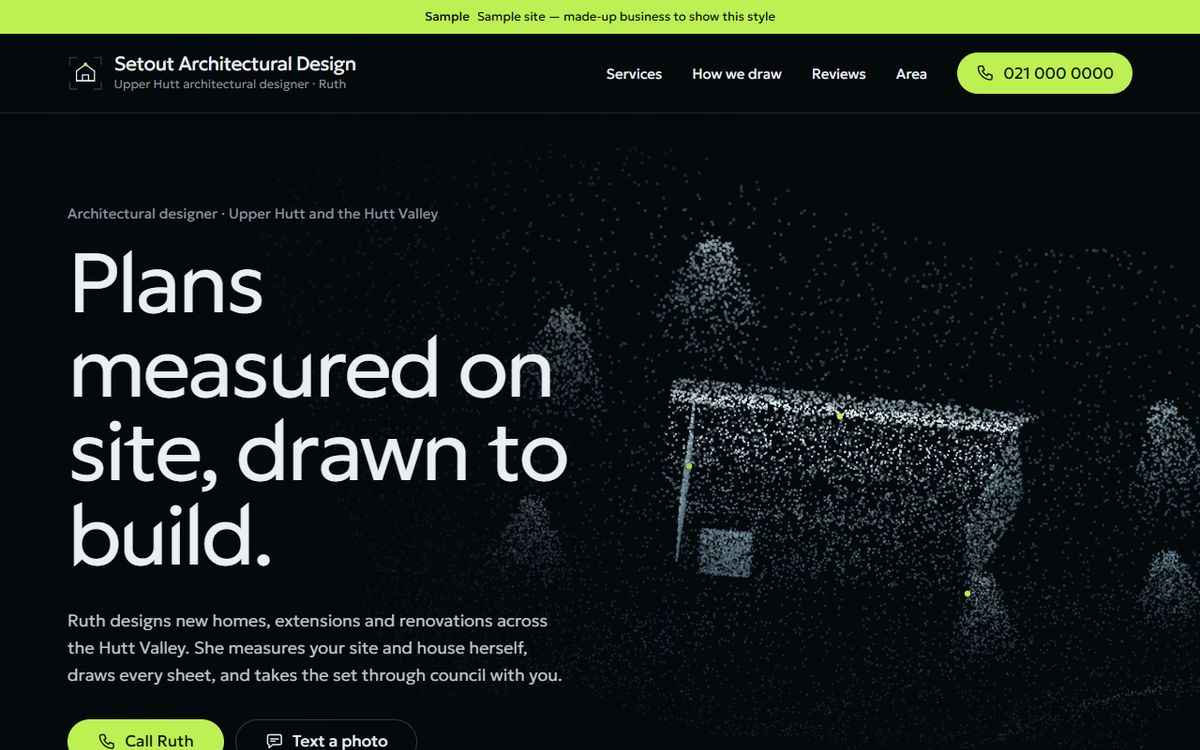 Sample Sample site — made-up business to show this style
Setout Architectural Design
Upper Hutt architectural designer · Ruth
Services
How we draw
Reviews
Area
021 000 0000
Architectural designer · Upper Hutt and the Hutt Valley
Plans
measured on
site, drawn to
build.
Ruth designs new homes, extensions and renovations across
the Hutt Valley. She measures your site and house herself,
draws every sheet, and takes the set through council with you.
Call Ruth
Text a photo